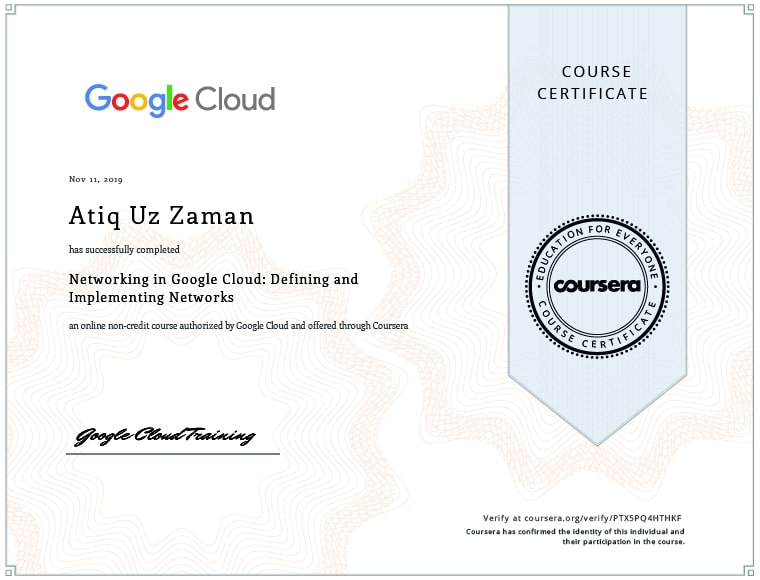 Google Cloud
COURSE
CERTIFICATE
Nov 11, 2019
Atiq Uz Zaman
has successfully completed
Networking in Google Cloud: Defining and
Implementing Networks
an online non-credit course authorized by Google Cloud and offered through Coursera
EDUCATION FOR EVERYONE
coursera
COURSE CERTIFICATE
Google Cloud Training
Verify at coursera.org/verify/PTX5PQ4HTHKF
Coursera has confirmed the identity of this individual and
their participation in the course.